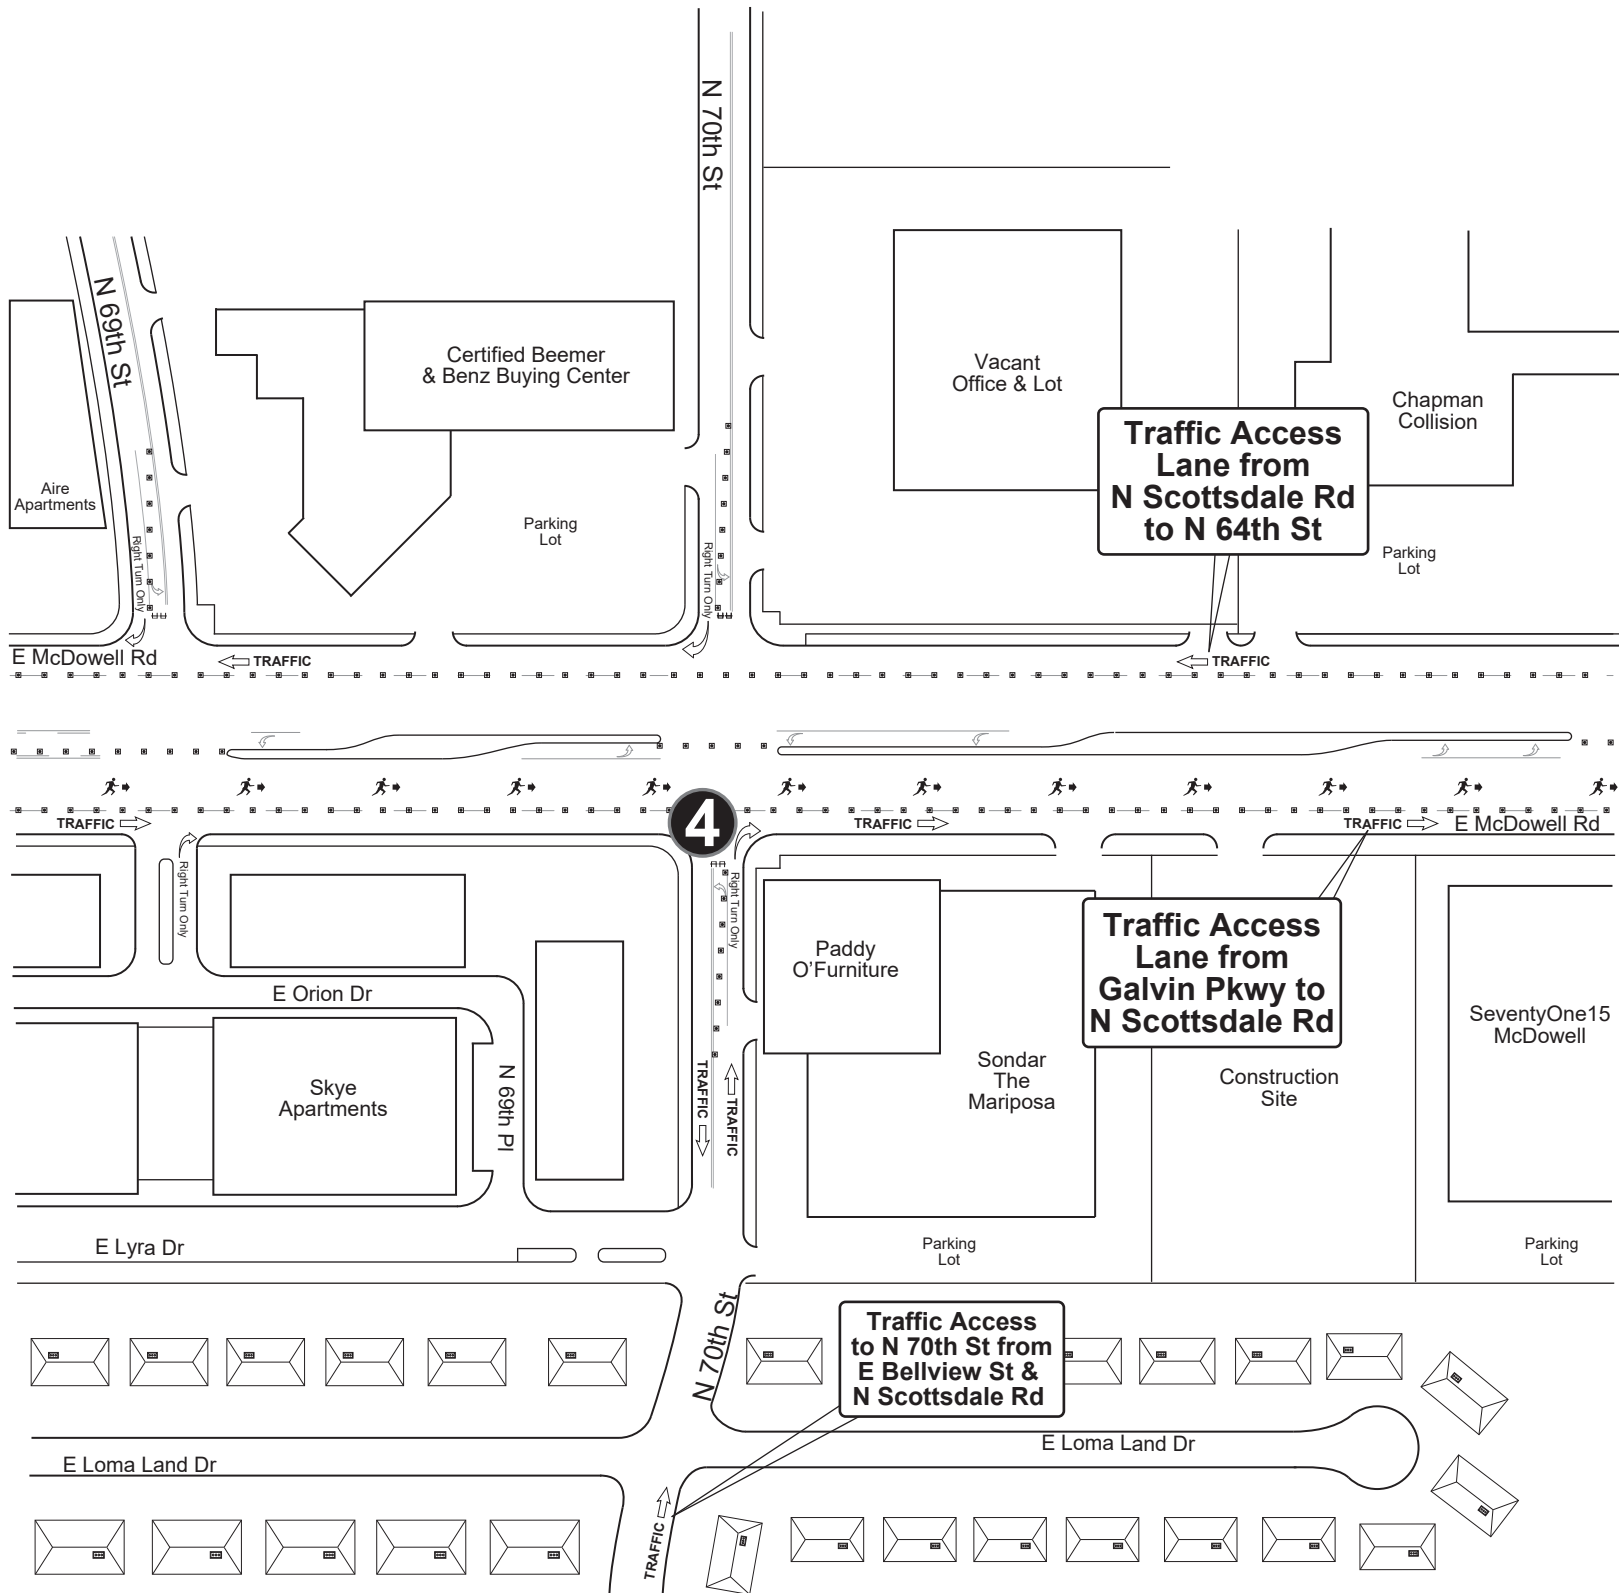 N 70th St
N 69th St
Certified Beemer
& Benz Buying Center
Vacant
Office & Lot
Chapman
Collision
Traffic Access
Lane from
N Scottsdale Rd
to N 64th St
Aire
Apartments
Parking
Lot
Parking
Lot
Right Turn Only
Right Turn Only
E McDowell Rd
TRAFFIC
TRAFFIC
4
TRAFFIC
TRAFFIC
TRAFFIC
E McDowell Rd
Right Turn Only
Right Turn Only
Traffic Access
Lane from
Galvin Pkwy to
N Scottsdale Rd
Paddy
O'Furniture
E Orion Dr
SeventyOne15
McDowell
Skye
Apartments
N 69th Pl
TRAFFIC
TRAFFIC
Sondar
The
Mariposa
Construction
Site
E Lyra Dr
Parking
Lot
Parking
Lot
N 70th St
Traffic Access
to N 70th St from
E Bellview St &
N Scottsdale Rd
E Loma Land Dr
E Loma Land Dr
TRAFFIC